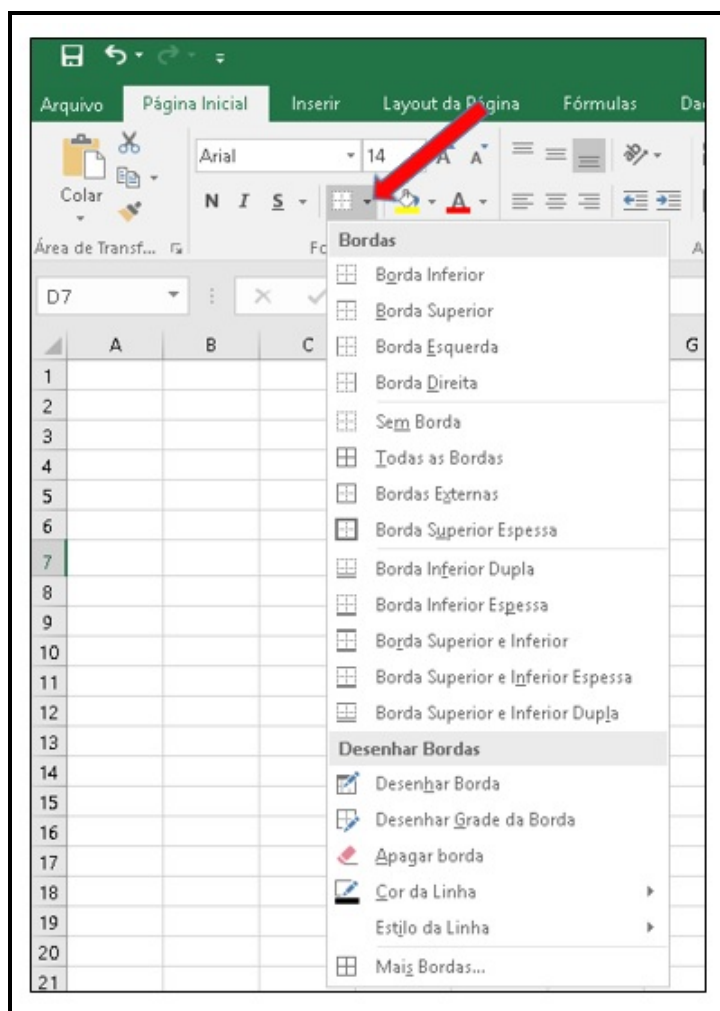 Arquivo Página Inicial Inserir Layout da Página Fórmulas
Arial 14 A A
Colar N I S A
Área de Transf...
D7
A B C G
Bordas
Borda Inferior
Borda Superior
Borda Esquerda
Borda Direita
Sem Borda
Todas as Bordas
Bordas Externas
Borda Superior Espessa
Borda Inferior Dupla
Borda Inferior Espessa
Borda Superior e Inferior
Borda Superior e Inferior Espessa
Borda Superior e Inferior Dupla
Desenhar Bordas
Desenhar Borda
Desenhar Grade da Borda
Apagar borda
Cor da Linha
Estilo da Linha
Mais Bordas...
1
2
3
4
5
6
7
8
9
10
11
12
13
14
15
16
17
18
19
20
21